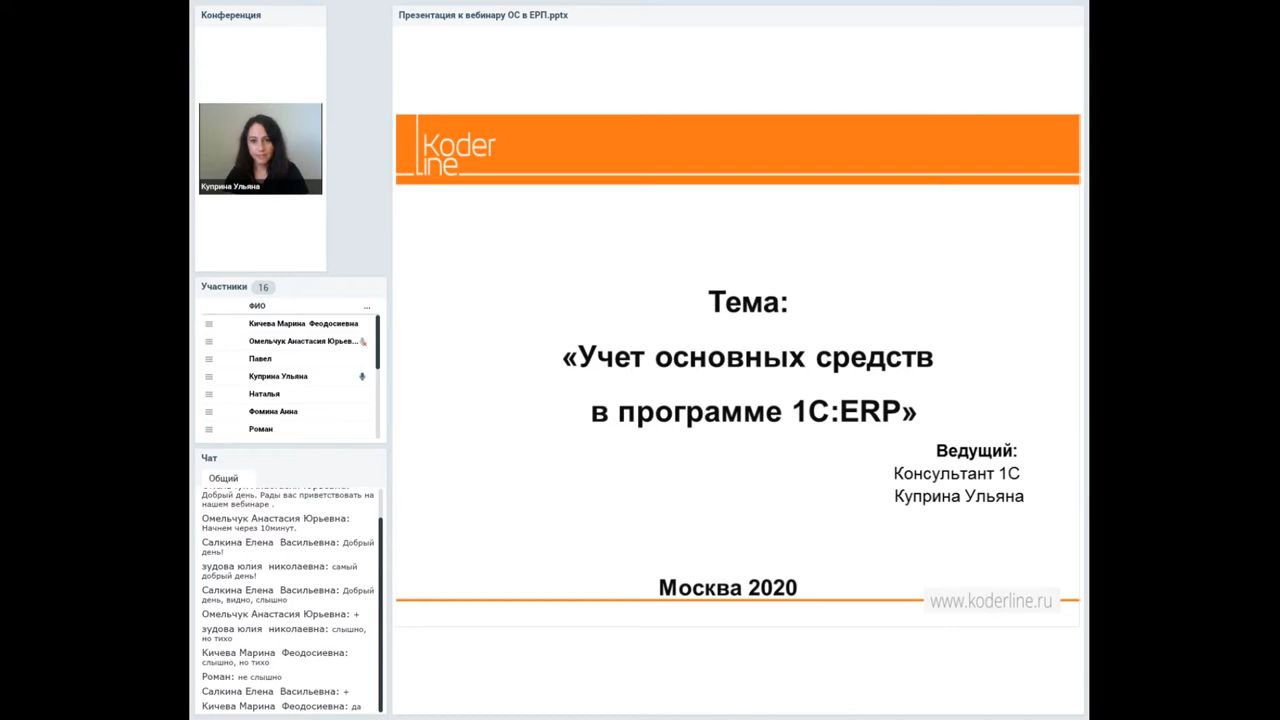 Конференция
Презентация к вебинару ОС в ЕРП.pptx
Куприна Ульяна
Участники 16
ФИО ...
Кичева Марина Феодосиевна
Омельчук Анастасия Юрьев...
Павел
Куприна Ульяна
Наталья
Фомина Анна
Роман
Чат
Общий
Добрый день. Рады вас приветствовать на
нашем вебинаре .
Омельчук Анастасия Юрьевна:
Начнем через 10минут.
Салкина Елена Васильевна: Добрый
день!
зудова юлия николаевна: самый
добрый день!
Салкина Елена Васильевна: Добрый
день, видно, слышно
Омельчук Анастасия Юрьевна: +
зудова юлия николаевна: слышно,
но тихо
Кичева Марина Феодосиевна:
слышно, но тихо
Роман: не слышно
Салкина Елена Васильевна: +
Кичева Марина Феодосиевна: да
Koder
line
Тема:
«Учет основных средств
в программе 1С:ERP»
Ведущий:
Консультант 1С
Куприна Ульяна
Москва 2020
www.koderline.ru